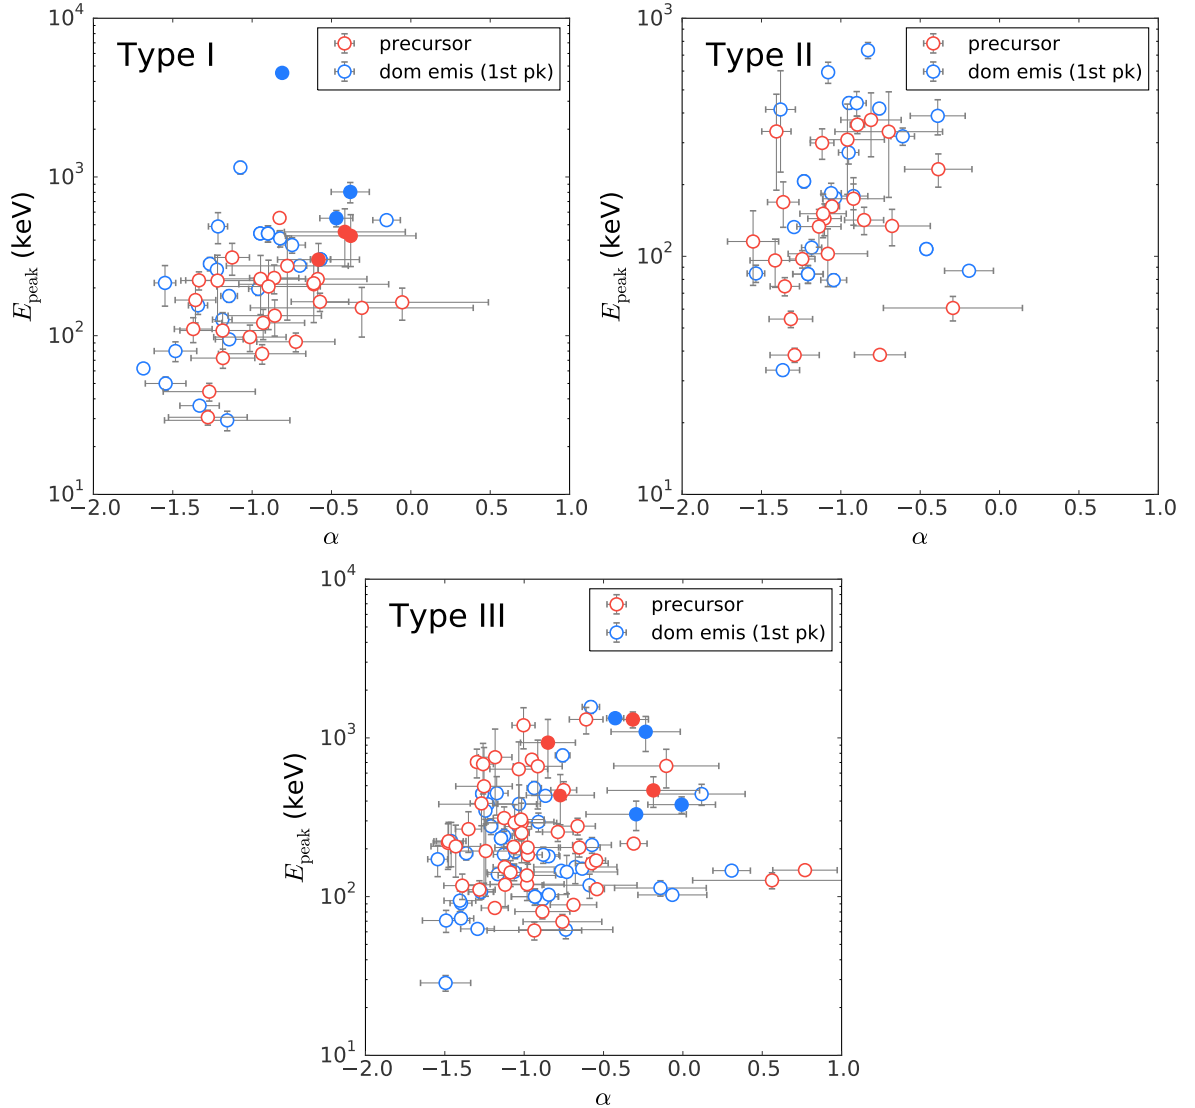 Type I
precursor
dom emis (1st pk)
10^4
10^3
10^2
10^1
E_peak (keV)
−2.0 −1.5 −1.0 −0.5 0.0 0.5 1.0
α
Type II
precursor
dom emis (1st pk)
10^3
10^2
10^1
E_peak (keV)
−2.0 −1.5 −1.0 −0.5 0.0 0.5 1.0
α
Type III
precursor
dom emis (1st pk)
10^4
10^3
10^2
10^1
E_peak (keV)
−2.0 −1.5 −1.0 −0.5 0.0 0.5 1.0
α